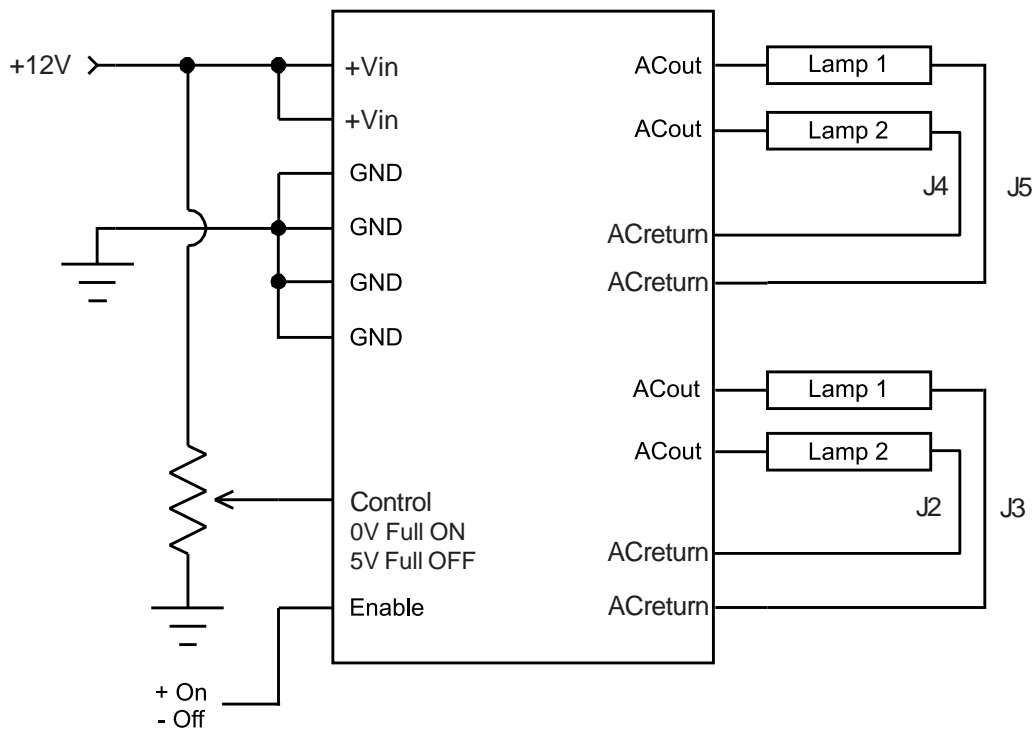 +12V
+Vin
+Vin
GND
GND
GND
GND
Control
0V Full ON
5V Full OFF
Enable
+ On
- Off
ACout
Lamp 1
ACout
Lamp 2
J4
J5
ACreturn
ACreturn
ACout
Lamp 1
ACout
Lamp 2
J2
J3
ACreturn
ACreturn